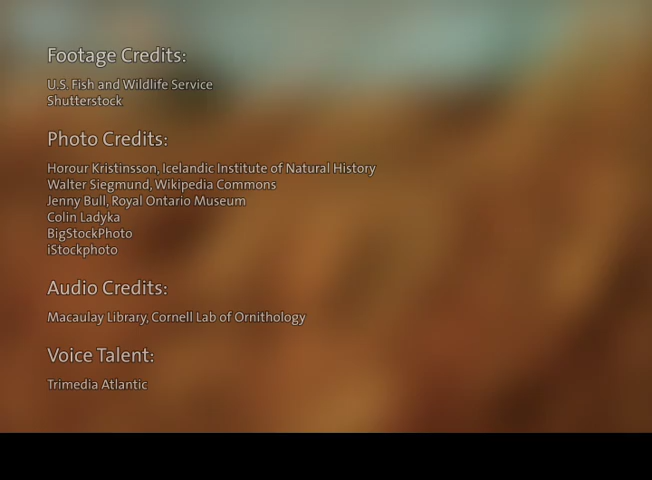 Footage Credits:
U.S. Fish and Wildlife Service
Shutterstock
Photo Credits:
Horour Kristinsson, Icelandic Institute of Natural History
Walter Siegmund, Wikipedia Commons
Jenny Bull, Royal Ontario Museum
Colin Ladyka
BigStockPhoto
iStockphoto
Audio Credits:
Macaulay Library, Cornell Lab of Ornithology
Voice Talent:
Trimedia Atlantic